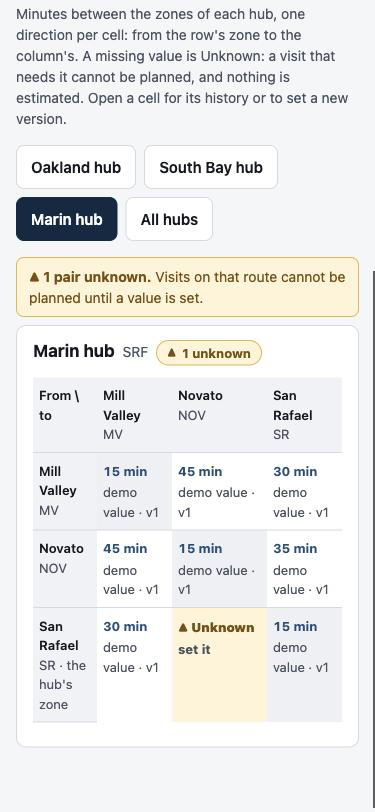 Minutes between the zones of each hub, one
direction per cell: from the row's zone to the
column's. A missing value is Unknown: a visit that
needs it cannot be planned, and nothing is
estimated. Open a cell for its history or to set a new
version.
Oakland hub
South Bay hub
Marin hub
All hubs
1 pair unknown. Visits on that route cannot be
planned until a value is set.
Marin hub SRF 1 unknown
From \
to
Mill
Valley
MV
Novato
NOV
San
Rafael
SR
Mill
Valley
MV
15 min
demo
value · v1
45 min
demo value ·
v1
30 min
demo
value · v1
Novato
NOV
45 min
demo
value · v1
15 min
demo value ·
v1
35 min
demo
value · v1
San
Rafael
SR · the
hub's
zone
30 min
demo
value · v1
Unknown
set it
15 min
demo
value · v1